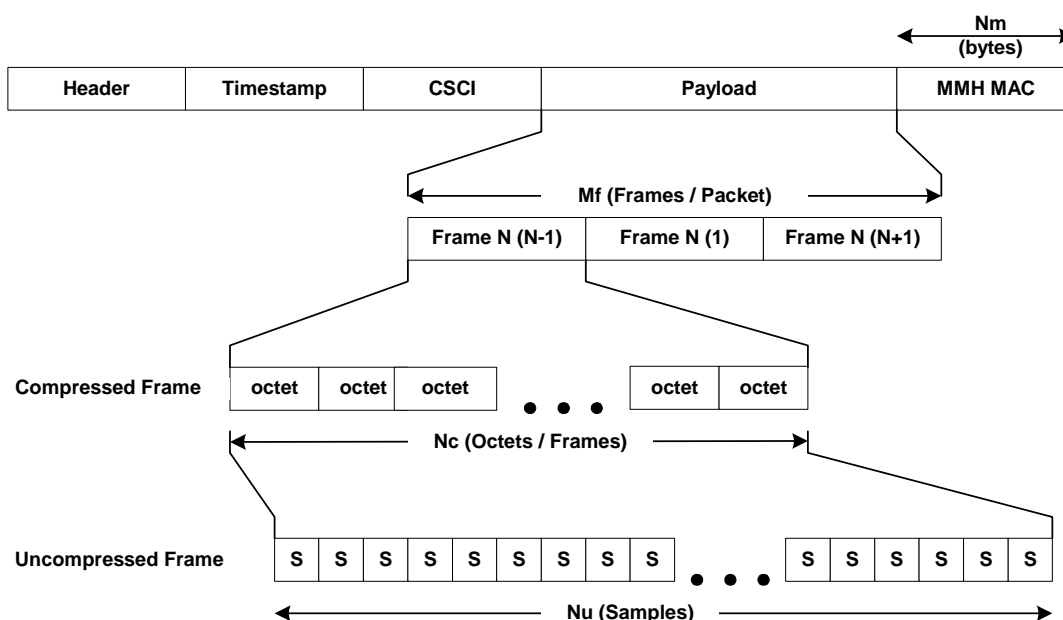 Nm
(bytes)
Header Timestamp CSCI Payload MMH MAC
Mf (Frames / Packet)
Frame N (N-1) Frame N (1) Frame N (N+1)
Compressed Frame octet octet octet octet octet
Nc (Octets / Frames)
Uncompressed Frame S S S S S S S S S S S S S S S
Nu (Samples)